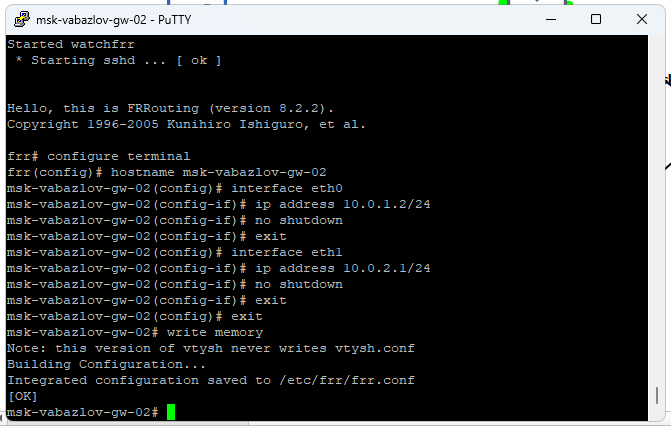 msk-vabazlov-gw-02 - PuTTY
Started watchfrr
 * Starting sshd ... [ ok ]
Hello, this is FRRouting (version 8.2.2).
Copyright 1996-2005 Kunihiro Ishiguro, et al.
frr# configure terminal
frr(config)# hostname msk-vabazlov-gw-02
msk-vabazlov-gw-02(config)# interface eth0
msk-vabazlov-gw-02(config-if)# ip address 10.0.1.2/24
msk-vabazlov-gw-02(config-if)# no shutdown
msk-vabazlov-gw-02(config-if)# exit
msk-vabazlov-gw-02(config)# interface eth1
msk-vabazlov-gw-02(config-if)# ip address 10.0.2.1/24
msk-vabazlov-gw-02(config-if)# no shutdown
msk-vabazlov-gw-02(config-if)# exit
msk-vabazlov-gw-02(config)# exit
msk-vabazlov-gw-02# write memory
Note: this version of vtysh never writes vtysh.conf
Building Configuration...
Integrated configuration saved to /etc/frr/frr.conf
[OK]
msk-vabazlov-gw-02#